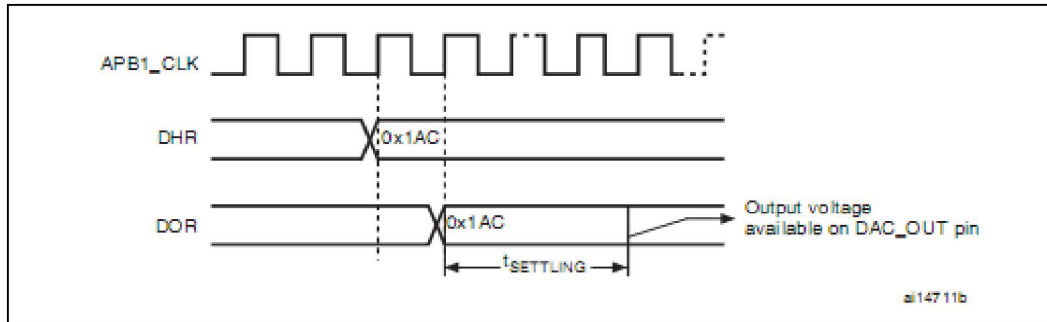 APB1_CLK
DHR
0x1AC
DOR
0x1AC
Output voltage
available on DAC_OUT pin
tSETTLING
ai14711b